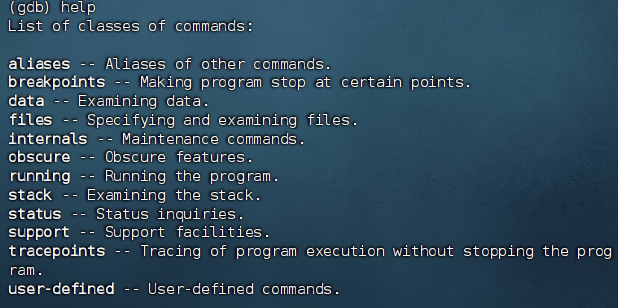 (gdb) help
List of classes of commands:

aliases -- Aliases of other commands.
breakpoints -- Making program stop at certain points.
data -- Examining data.
files -- Specifying and examining files.
internals -- Maintenance commands.
obscure -- Obscure features.
running -- Running the program.
stack -- Examining the stack.
status -- Status inquiries.
support -- Support facilities.
tracepoints -- Tracing of program execution without stopping the prog
ram.
user-defined -- User-defined commands.